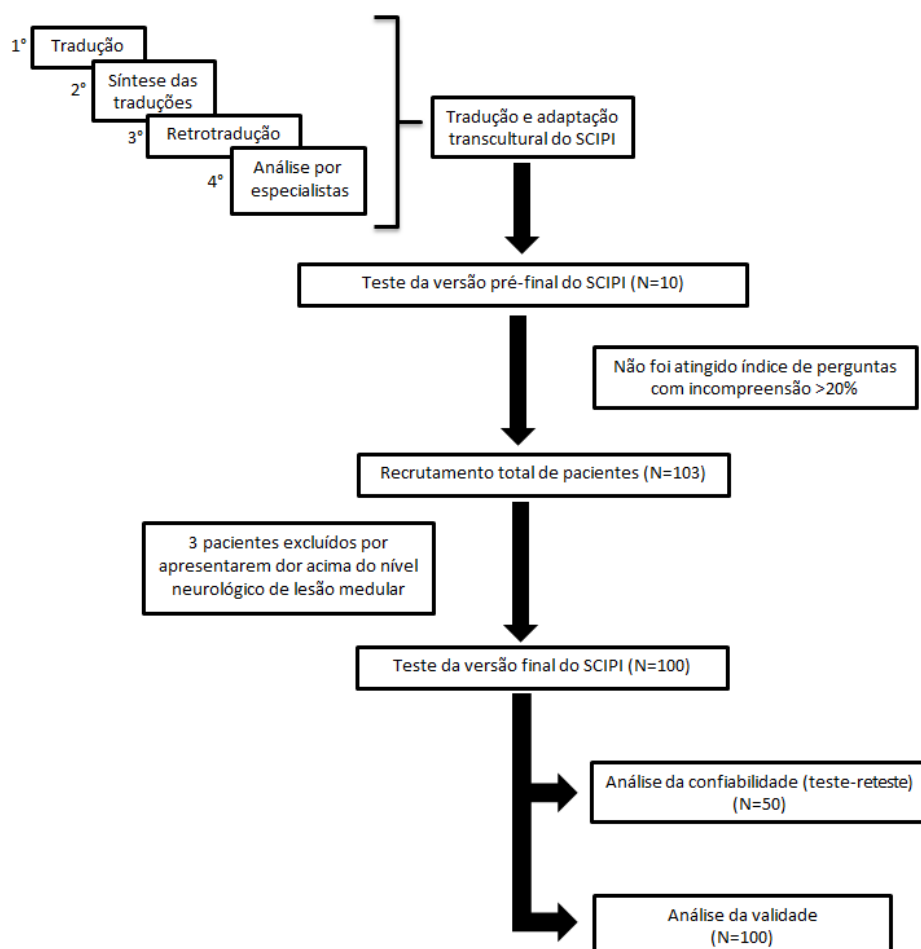 1°
Tradução
2°
Síntese das
traduções
3°
Retrotradução
4°
Análise por
especialistas
Tradução e adaptação
transcultural do SCIPI
Teste da versão pré-final do SCIPI (N=10)
Não foi atingido índice de perguntas
com incompreensão >20%
Recrutamento total de pacientes (N=103)
3 pacientes excluídos por
apresentarem dor acima do nível
neurológico de lesão medular
Teste da versão final do SCIPI (N=100)
Análise da confiabilidade (teste-reteste)
(N=50)
Análise da validade
(N=100)